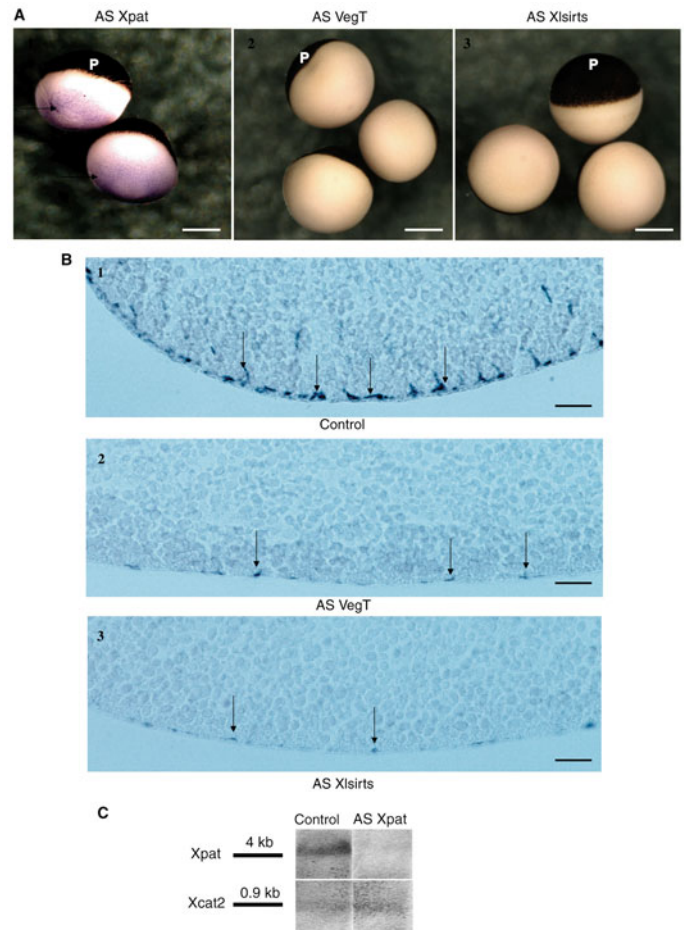 A
AS Xpat
AS VegT
AS Xlsirts
P
2
P
3
P
B
1
Control
2
AS VegT
3
AS Xlsirts
C
Control
AS Xpat
Xpat
4 kb
Xcat2
0.9 kb